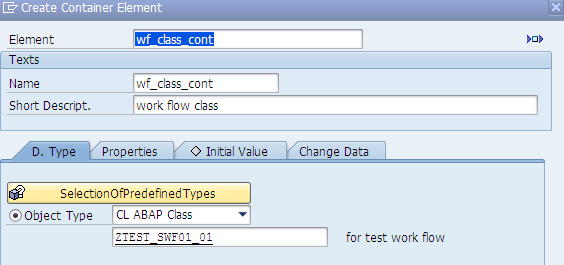 Create Container Element
Element wf_class_cont
Texts
Name wf_class_cont
Short Descript. work flow class
D. Type Properties Initial Value Change Data
SelectionOfPredefinedTypes
Object Type CL ABAP Class
ZTEST_SWF01_01 for test work flow